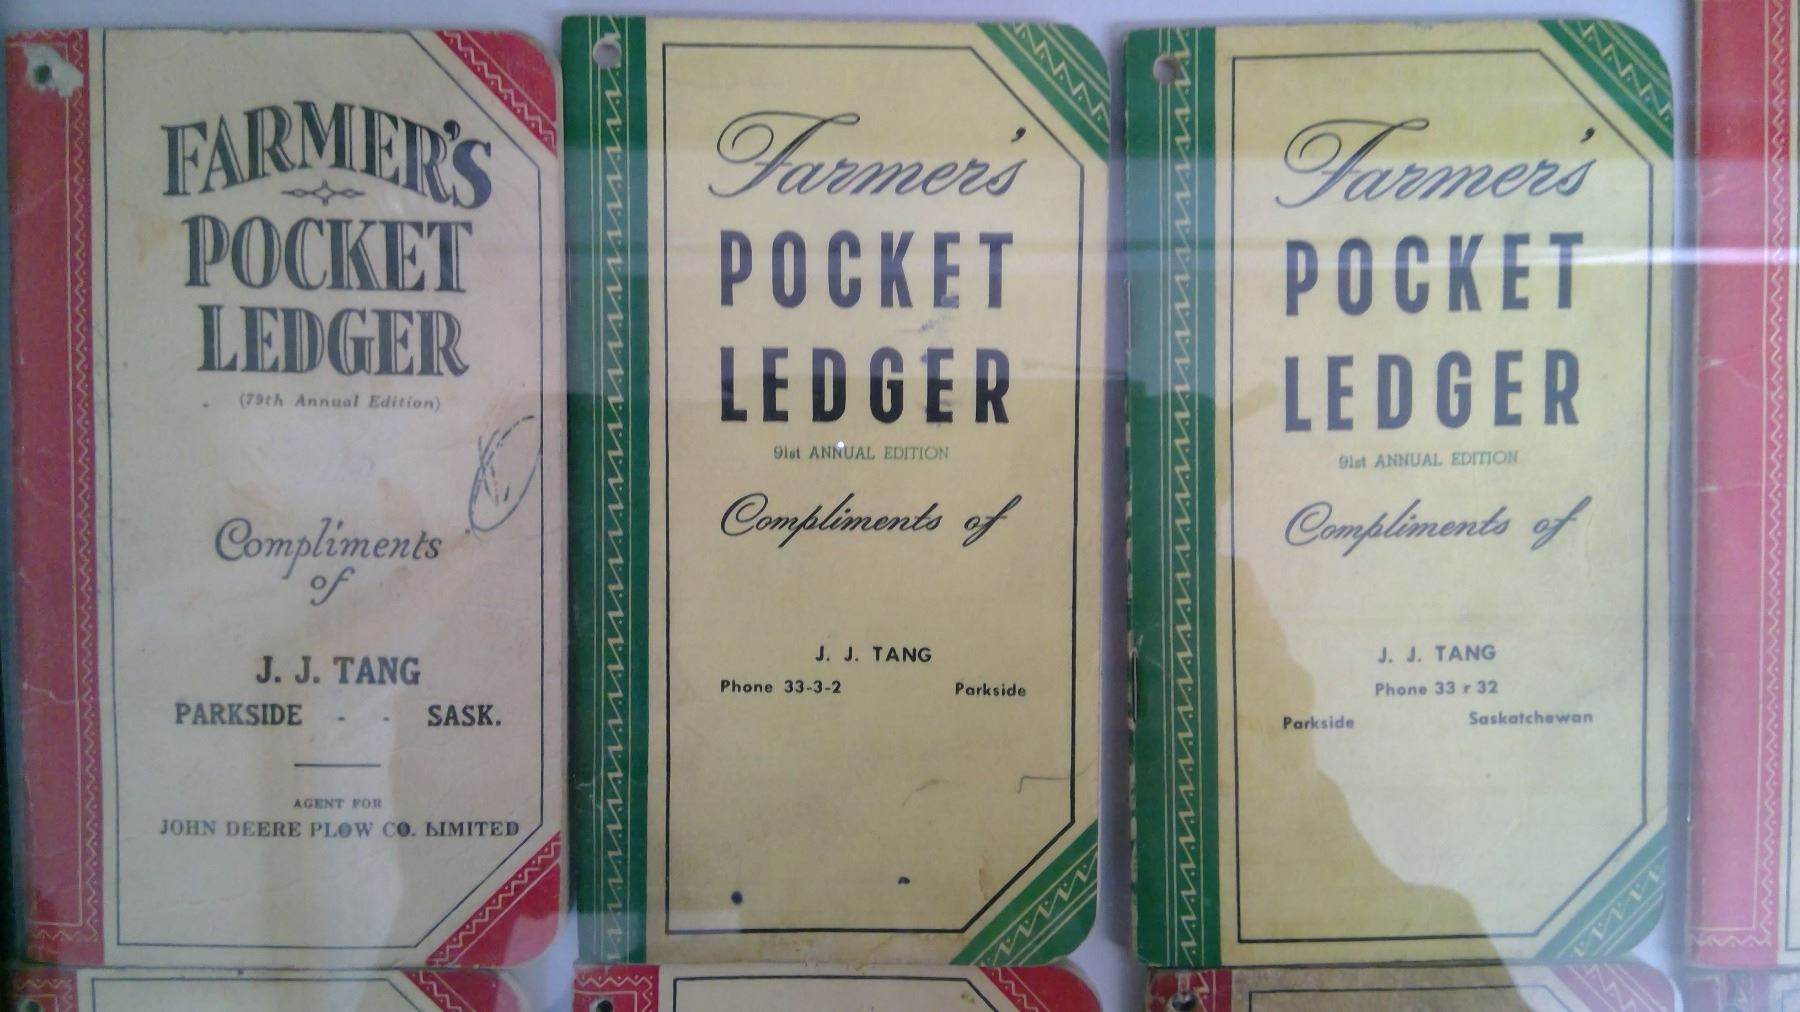 FARMER'S
POCKET
LEDGER
(79th Annual Edition)
Compliments
of
J. J. TANG
PARKSIDE - - SASK.
AGENT FOR
JOHN DEERE PLOW CO. LIMITED
Farmer's
POCKET
LEDGER
91st ANNUAL EDITION
Compliments of
J. J. TANG
Phone 33-3-2 Parkside
Farmer's
POCKET
LEDGER
91st ANNUAL EDITION
Compliments of
J. J. TANG
Phone 33 r 32
Parkside Saskatchewan